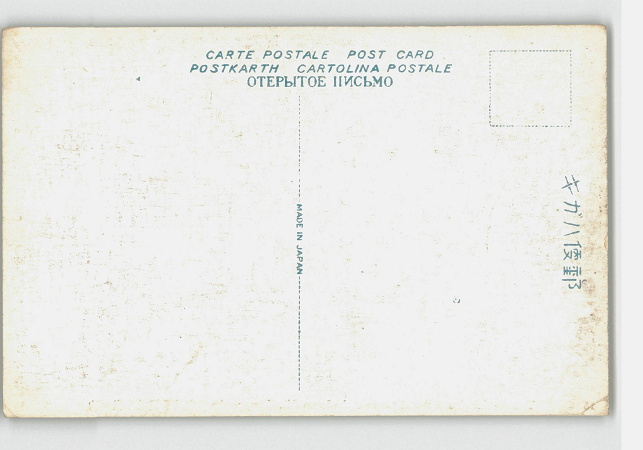 CARTE POSTALE POST CARD
POSTKARTH CARTOLINA POSTALE
ОТЕРЫТОЕ ПИСЬМО
MADE IN JAPAN
キガハ便郵